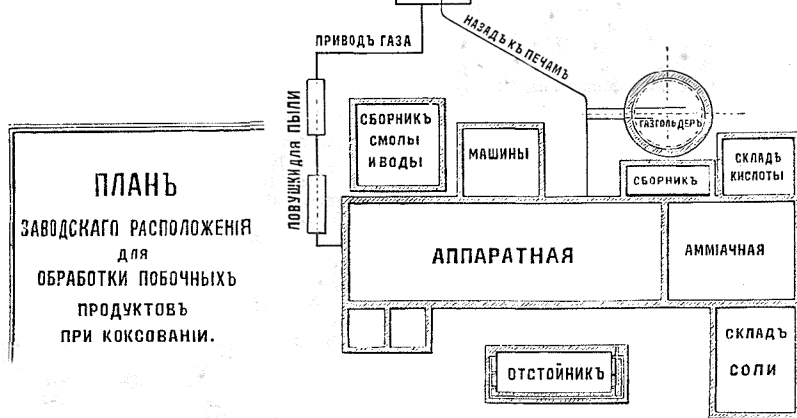 ПЛАНЪ
ЗАВОДСКАГО РАСПОЛОЖЕНІЯ
ДЛЯ
ОБРАБОТКИ ПОБОЧНЫХЪ
ПРОДУКТОВЪ
ПРИ КОКСОВАНІИ.
ПРИВОДЪ ГАЗА
НАЗАДЪ КЪ ПЕЧАМЪ
ЛОВУШКИ ДЛЯ ПЫЛИ
СБОРНИКЪ
СМОЛЫ
И ВОДЫ
МАШИНЫ
ГАЗГОЛЬДЕРЪ
СБОРНИКЪ
СКЛАДЪ
КИСЛОТЫ
АППАРАТНАЯ
АММІАЧНАЯ
ОТСТОЙНИКЪ
СКЛАДЪ
СОЛИ